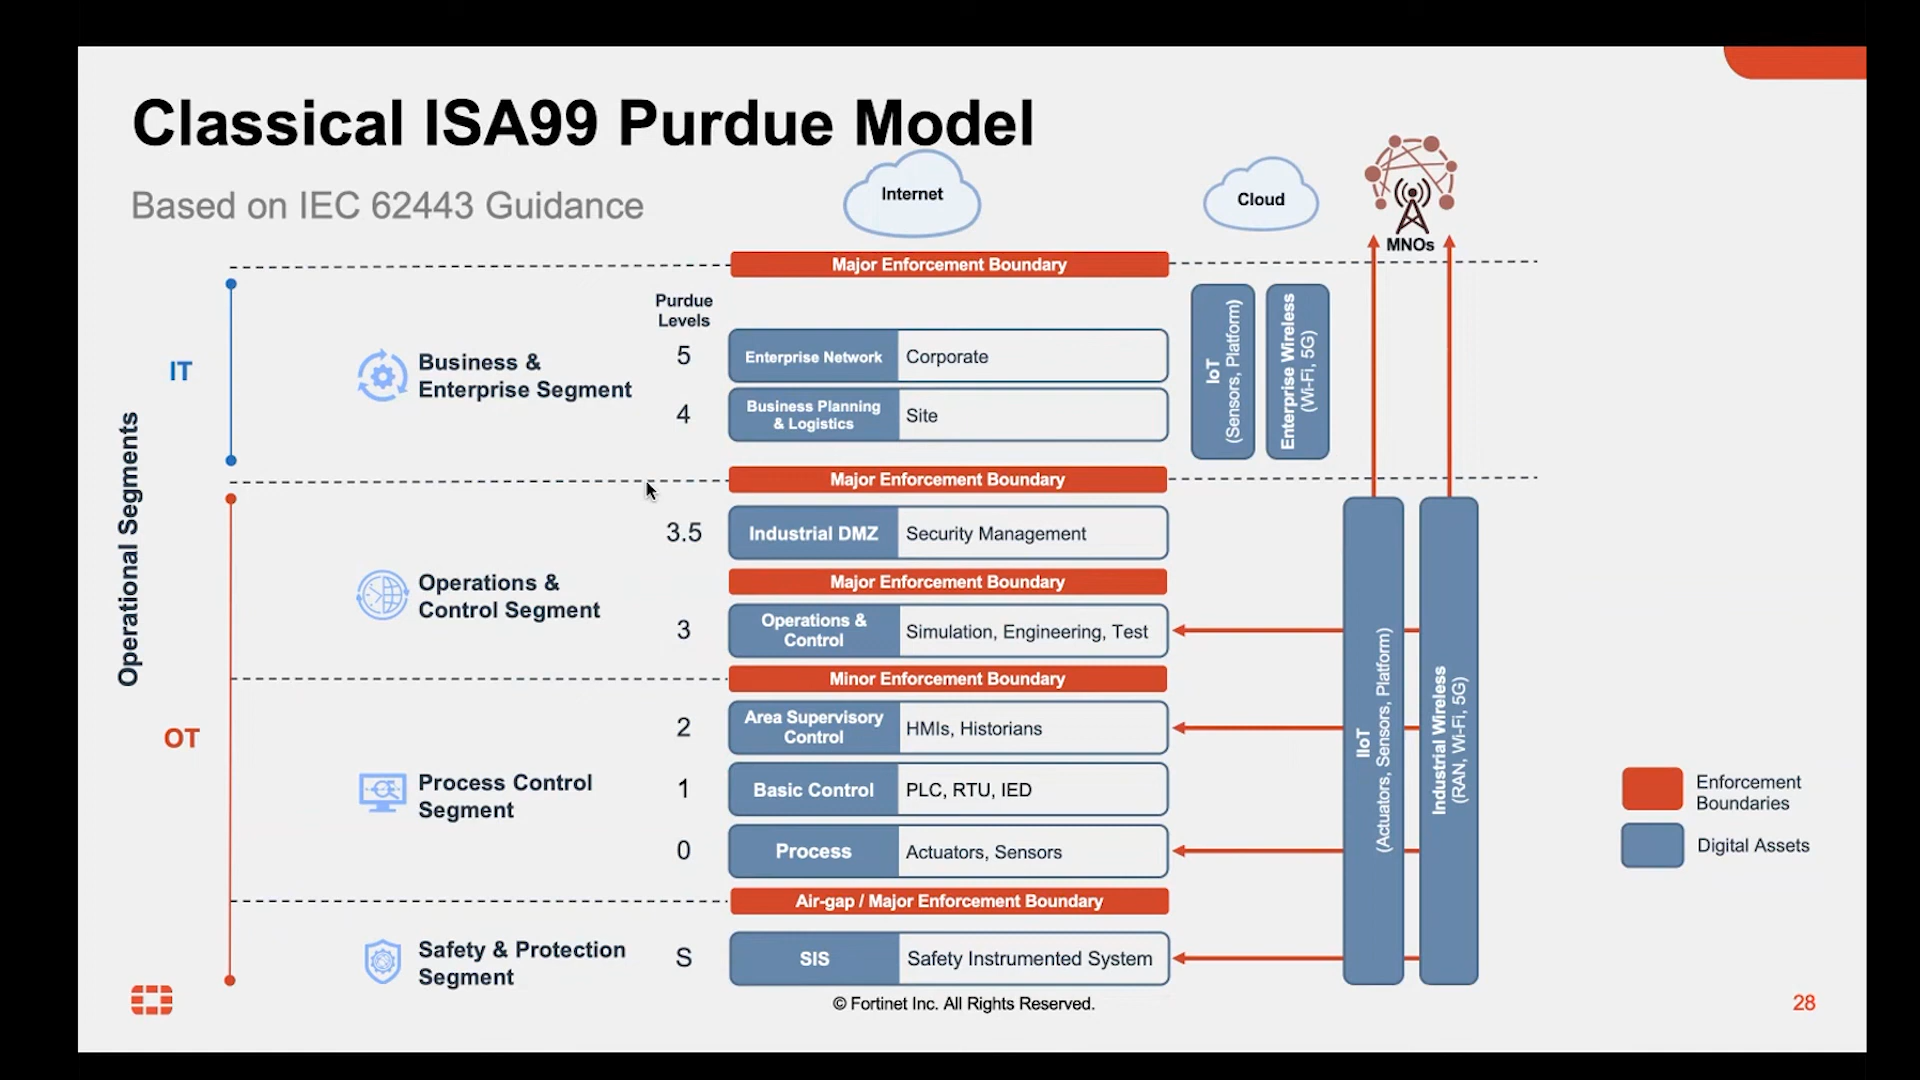 Classical ISA99 Purdue Model
Based on IEC 62443 Guidance
Internet
Cloud
MNOs
Major Enforcement Boundary
Operational Segments
IT
Business &
Enterprise Segment
Purdue
Levels
5
Enterprise Network
Corporate
4
Business Planning
& Logistics
Site
IoT
(Sensors, Platform)
Enterprise Wireless
(Wi-Fi, 5G)
Major Enforcement Boundary
OT
Operations &
Control Segment
3.5
Industrial DMZ
Security Management
Major Enforcement Boundary
3
Operations &
Control
Simulation, Engineering, Test
Minor Enforcement Boundary
Process Control
Segment
2
Area Supervisory
Control
HMIs, Historians
1
Basic Control
PLC, RTU, IED
0
Process
Actuators, Sensors
Air-gap / Major Enforcement Boundary
Safety & Protection
Segment
S
SIS
Safety Instrumented System
IIoT
(Actuators, Sensors, Platform)
Industrial Wireless
(RAN, Wi-Fi, 5G)
Enforcement
Boundaries
Digital Assets
© Fortinet Inc. All Rights Reserved.
28